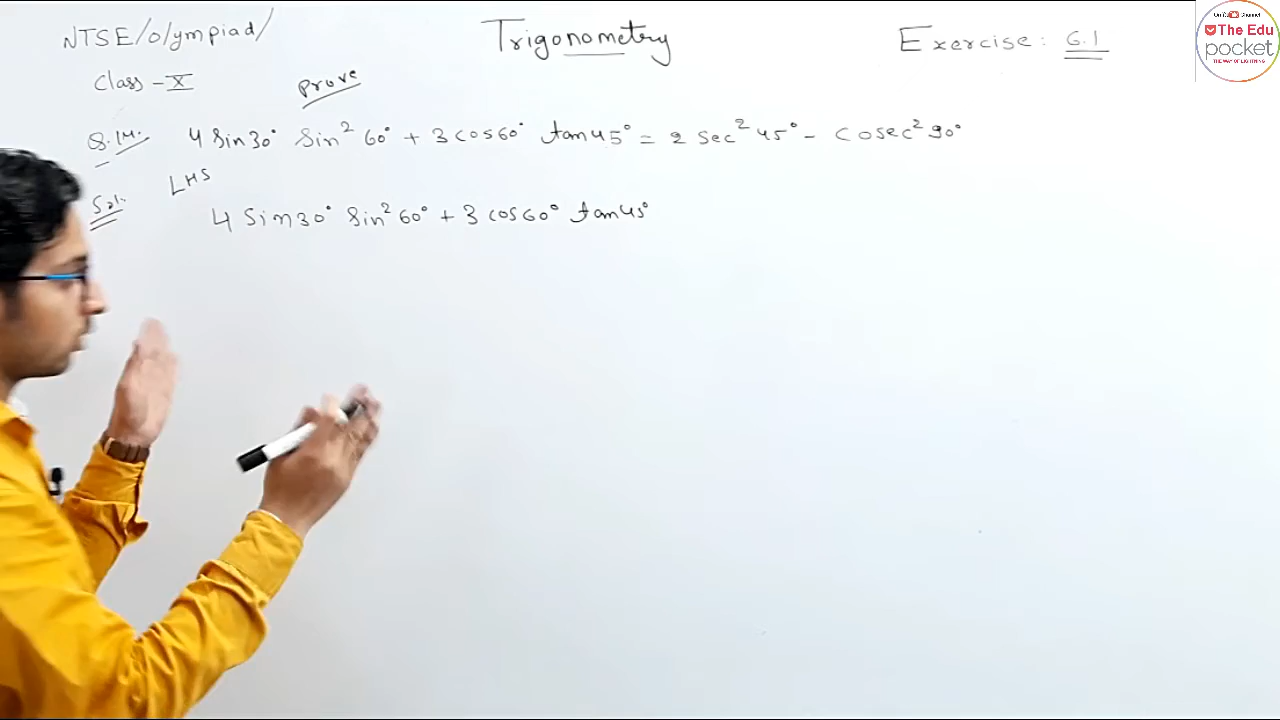 NTSE/Olympiad/
Trigonometry
Exercise: 6.1
The Edu
pocket
Class - X
Prove
Q.14. 4 Sin30° Sin² 60° + 3 cos60° tan45° = 2 Sec² 45° - Cosec² 90°
Sol. LHS
4 Sin30° Sin² 60° + 3 cos60° tan45°